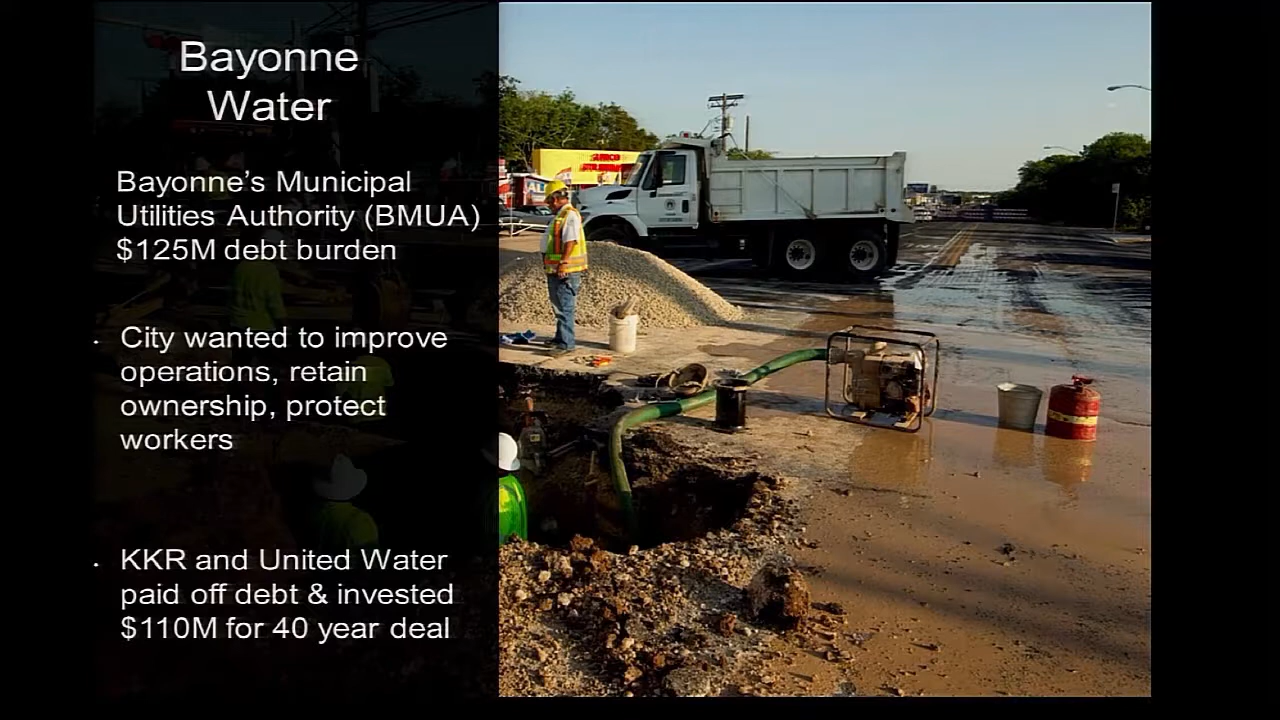 Bayonne
Water
Bayonne’s Municipal
Utilities Authority (BMUA)
$125M debt burden
• City wanted to improve
operations, retain
ownership, protect
workers
• KKR and United Water
paid off debt & invested
$110M for 40 year deal